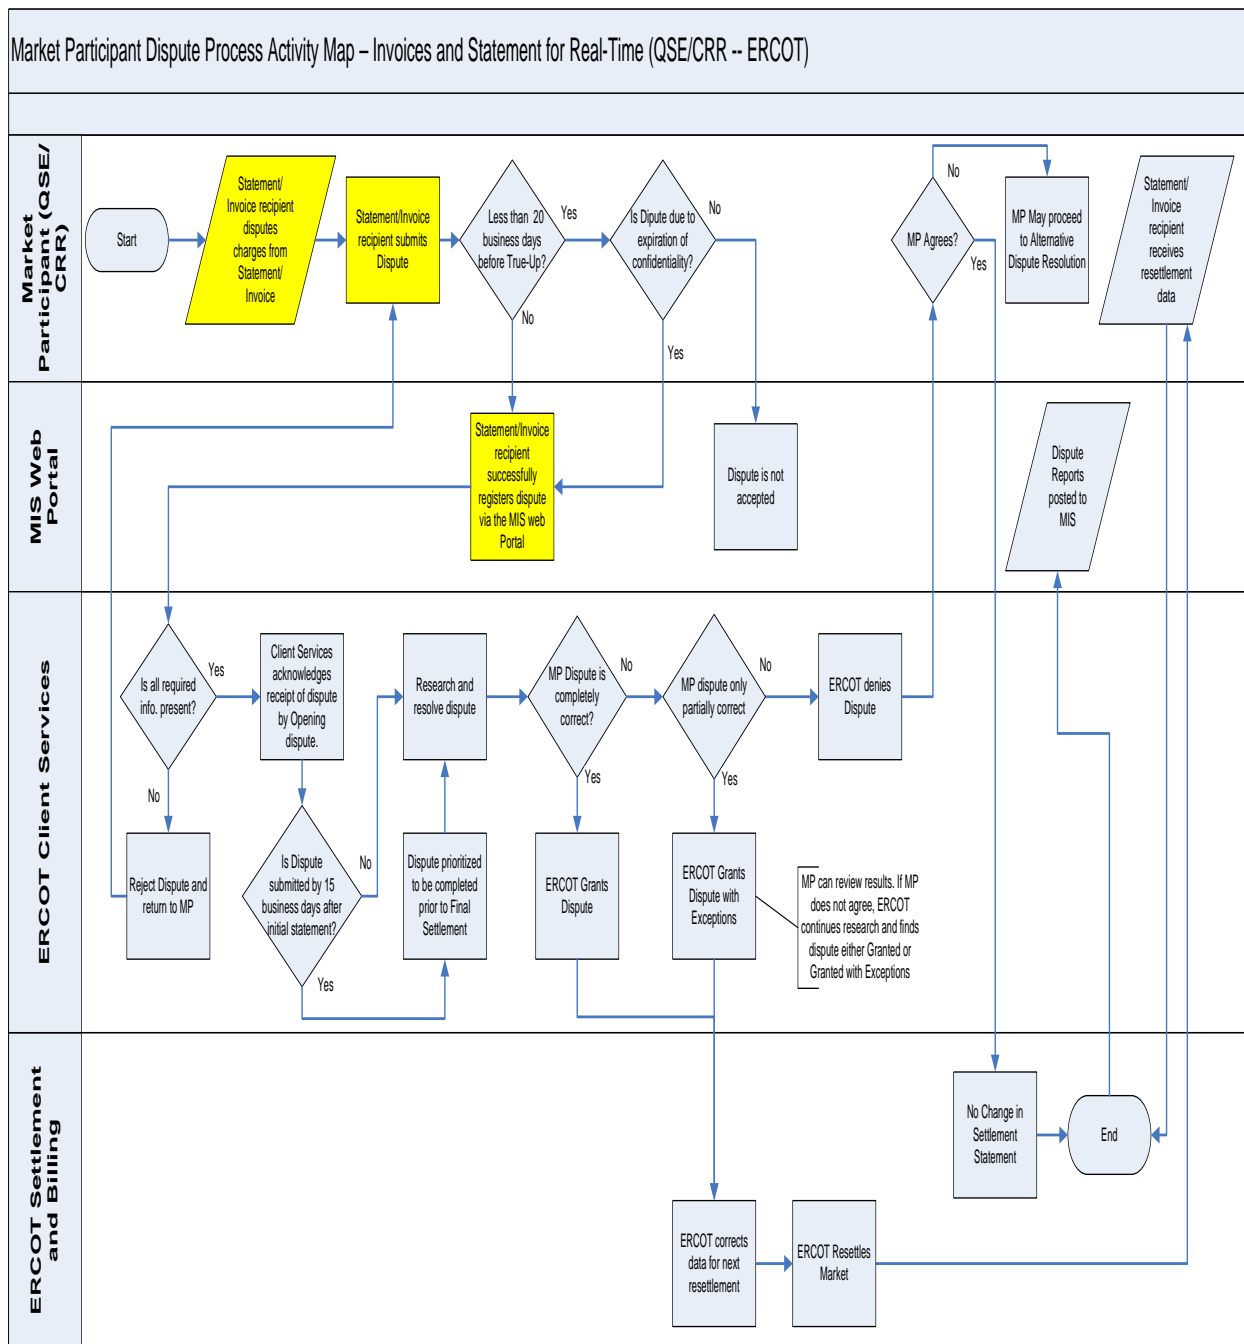 Market Participant Dispute Process Activity Map – Invoices and Statement for Real-Time (QSE/CRR -- ERCOT)
Market
Participant (QSE/
CRR)
Start
Statement/
Invoice recipient
disputes
charges from
Statement/
Invoice
Statement/Invoice
recipient submits
Dispute
Less than 20
business days
before True-Up?
Yes
No
Is Dipute due to
expiration of
confidentiality?
No
Yes
MP Agrees?
No
Yes
MP May proceed
to Alternative
Dispute Resolution
Statement/
Invoice
recipient
receives
resettlement
data
MIS Web
Portal
Statement/Invoice
recipient
successfully
registers dispute
via the MIS web
Portal
Dispute is not
accepted
Dispute
Reports
posted to
MIS
ERCOT Client Services
Is all required
info. present?
Yes
No
Client Services
acknowledges
receipt of dispute
by Opening
dispute.
Research and
resolve dispute
MP Dispute is
completely
correct?
No
Yes
MP dispute only
partially correct
No
Yes
ERCOT denies
Dispute
Reject Dispute and
return to MP
Is Dispute
submitted by 15
business days after
initial statement?
No
Yes
Dispute prioritized
to be completed
prior to Final
Settlement
ERCOT Grants
Dispute
ERCOT Grants
Dispute with
Exceptions
MP can review results. If MP
does not agree, ERCOT
continues research and finds
dispute either Granted or
Granted with Exceptions
ERCOT Settlement
and Billing
No Change in
Settlement
Statement
End
ERCOT corrects
data for next
resettlement
ERCOT Resettles
Market